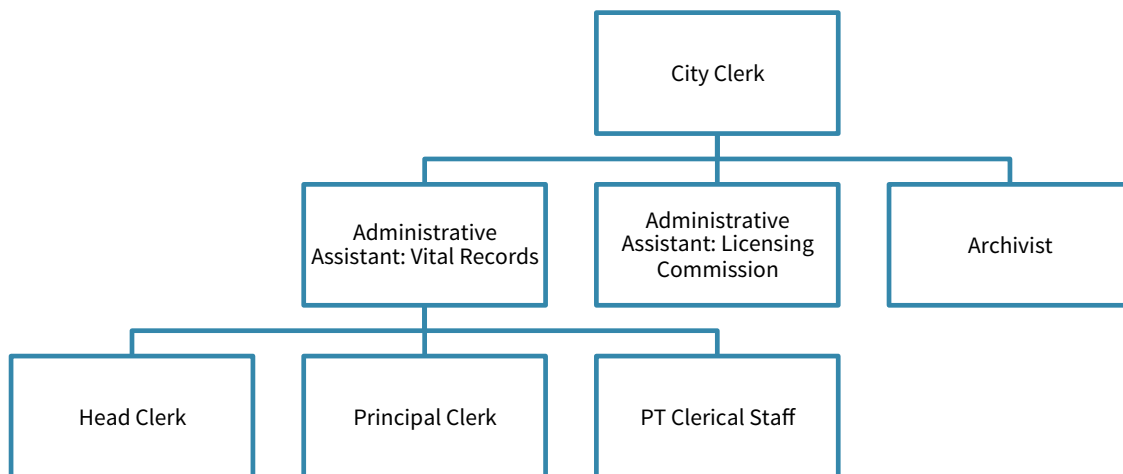 City Clerk
Administrative
Assistant: Vital Records
Administrative
Assistant: Licensing
Commission
Archivist
Head Clerk
Principal Clerk
PT Clerical Staff